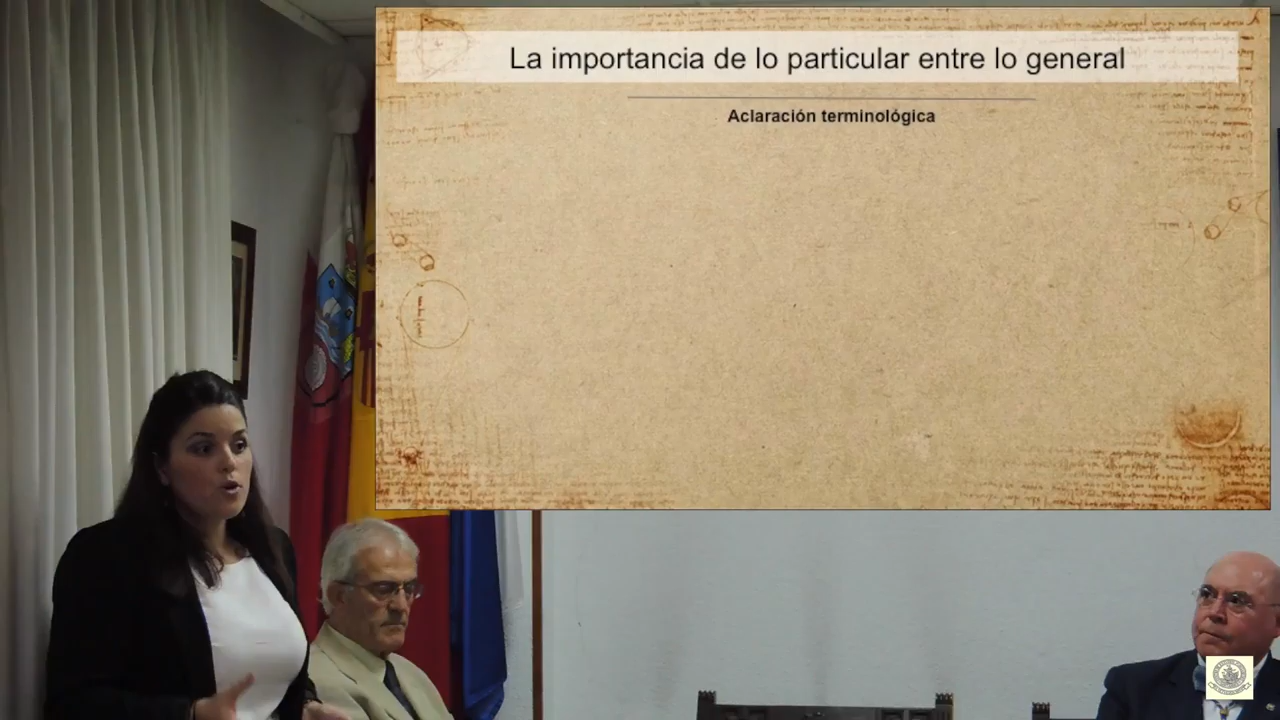 La importancia de lo particular entre lo general
Aclaración terminológica